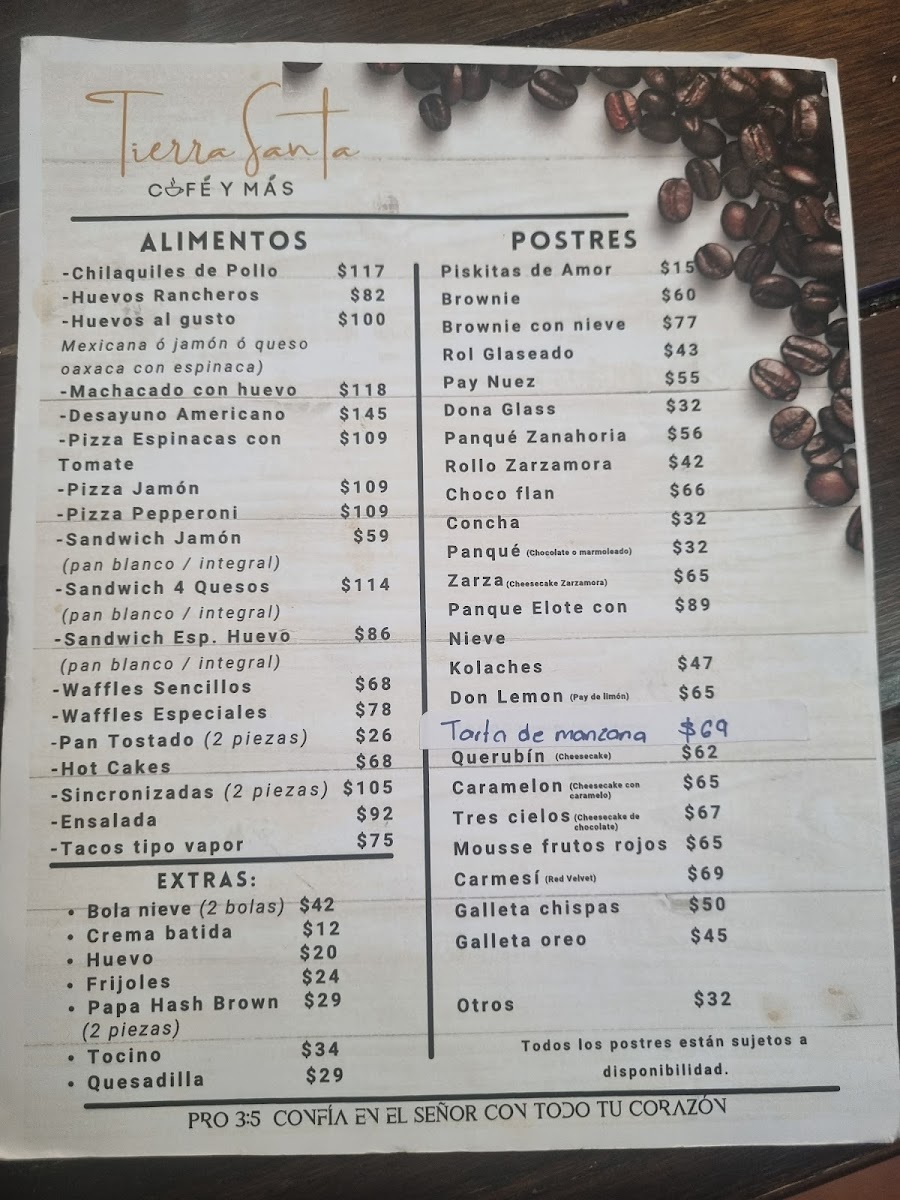 Tierra Santa
CAFÉ Y MÁS
ALIMENTOS
-Chilaquiles de Pollo $117
-Huevos Rancheros $82
-Huevos al gusto $100
Mexicana ó jamón ó queso
oaxaca con espinaca)
-Machacado con huevo $118
-Desayuno Americano $145
-Pizza Espinacas con $109
Tomate
-Pizza Jamón $109
-Pizza Pepperoni $109
-Sandwich Jamón $59
(pan blanco / integral)
-Sandwich 4 Quesos $114
(pan blanco / integral)
-Sandwich Esp. Huevo $86
(pan blanco / integral)
-Waffles Sencillos $68
-Waffles Especiales $78
-Pan Tostado (2 piezas) $26
-Hot Cakes $68
-Sincronizadas (2 piezas) $105
-Ensalada $92
-Tacos tipo vapor $75
EXTRAS:
• Bola nieve (2 bolas) $42
• Crema batida $12
• Huevo $20
• Frijoles $24
• Papa Hash Brown $29
(2 piezas)
• Tocino $34
• Quesadilla $29
POSTRES
Piskitas de Amor $15
Brownie $60
Brownie con nieve $77
Rol Glaseado $43
Pay Nuez $55
Dona Glass $32
Panqué Zanahoria $56
Rollo Zarzamora $42
Choco flan $66
Concha $32
Panqué (Chocolate o marmoleado) $32
Zarza (Cheesecake Zarzamora) $65
Panque Elote con $89
Nieve
Kolaches $47
Don Lemon (Pay de limón) $65
Tarta de manzana $69
Querubín (Cheesecake) $62
Caramelon (Cheesecake con $65
caramelo)
Tres cielos (Cheesecake de $67
chocolate)
Mousse frutos rojos $65
Carmesí (Red Velvet) $69
Galleta chispas $50
Galleta oreo $45
Otros $32
Todos los postres están sujetos a
disponibilidad.
PRO 3:5 CONFÍA EN EL SEÑOR CON TODO TU CORAZÓN